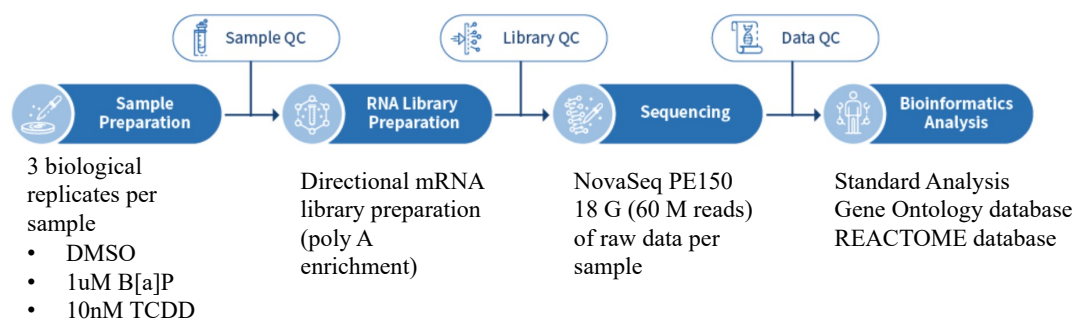 Sample QC
Library QC
Data QC
Sample
Preparation
RNA Library
Preparation
Sequencing
Bioinformatics
Analysis
3 biological
replicates per
sample
• DMSO
• 1uM B[a]P
• 10nM TCDD
Directional mRNA
library preparation
(poly A
enrichment)
NovaSeq PE150
18 G (60 M reads)
of raw data per
sample
Standard Analysis
Gene Ontology database
REACTOME database